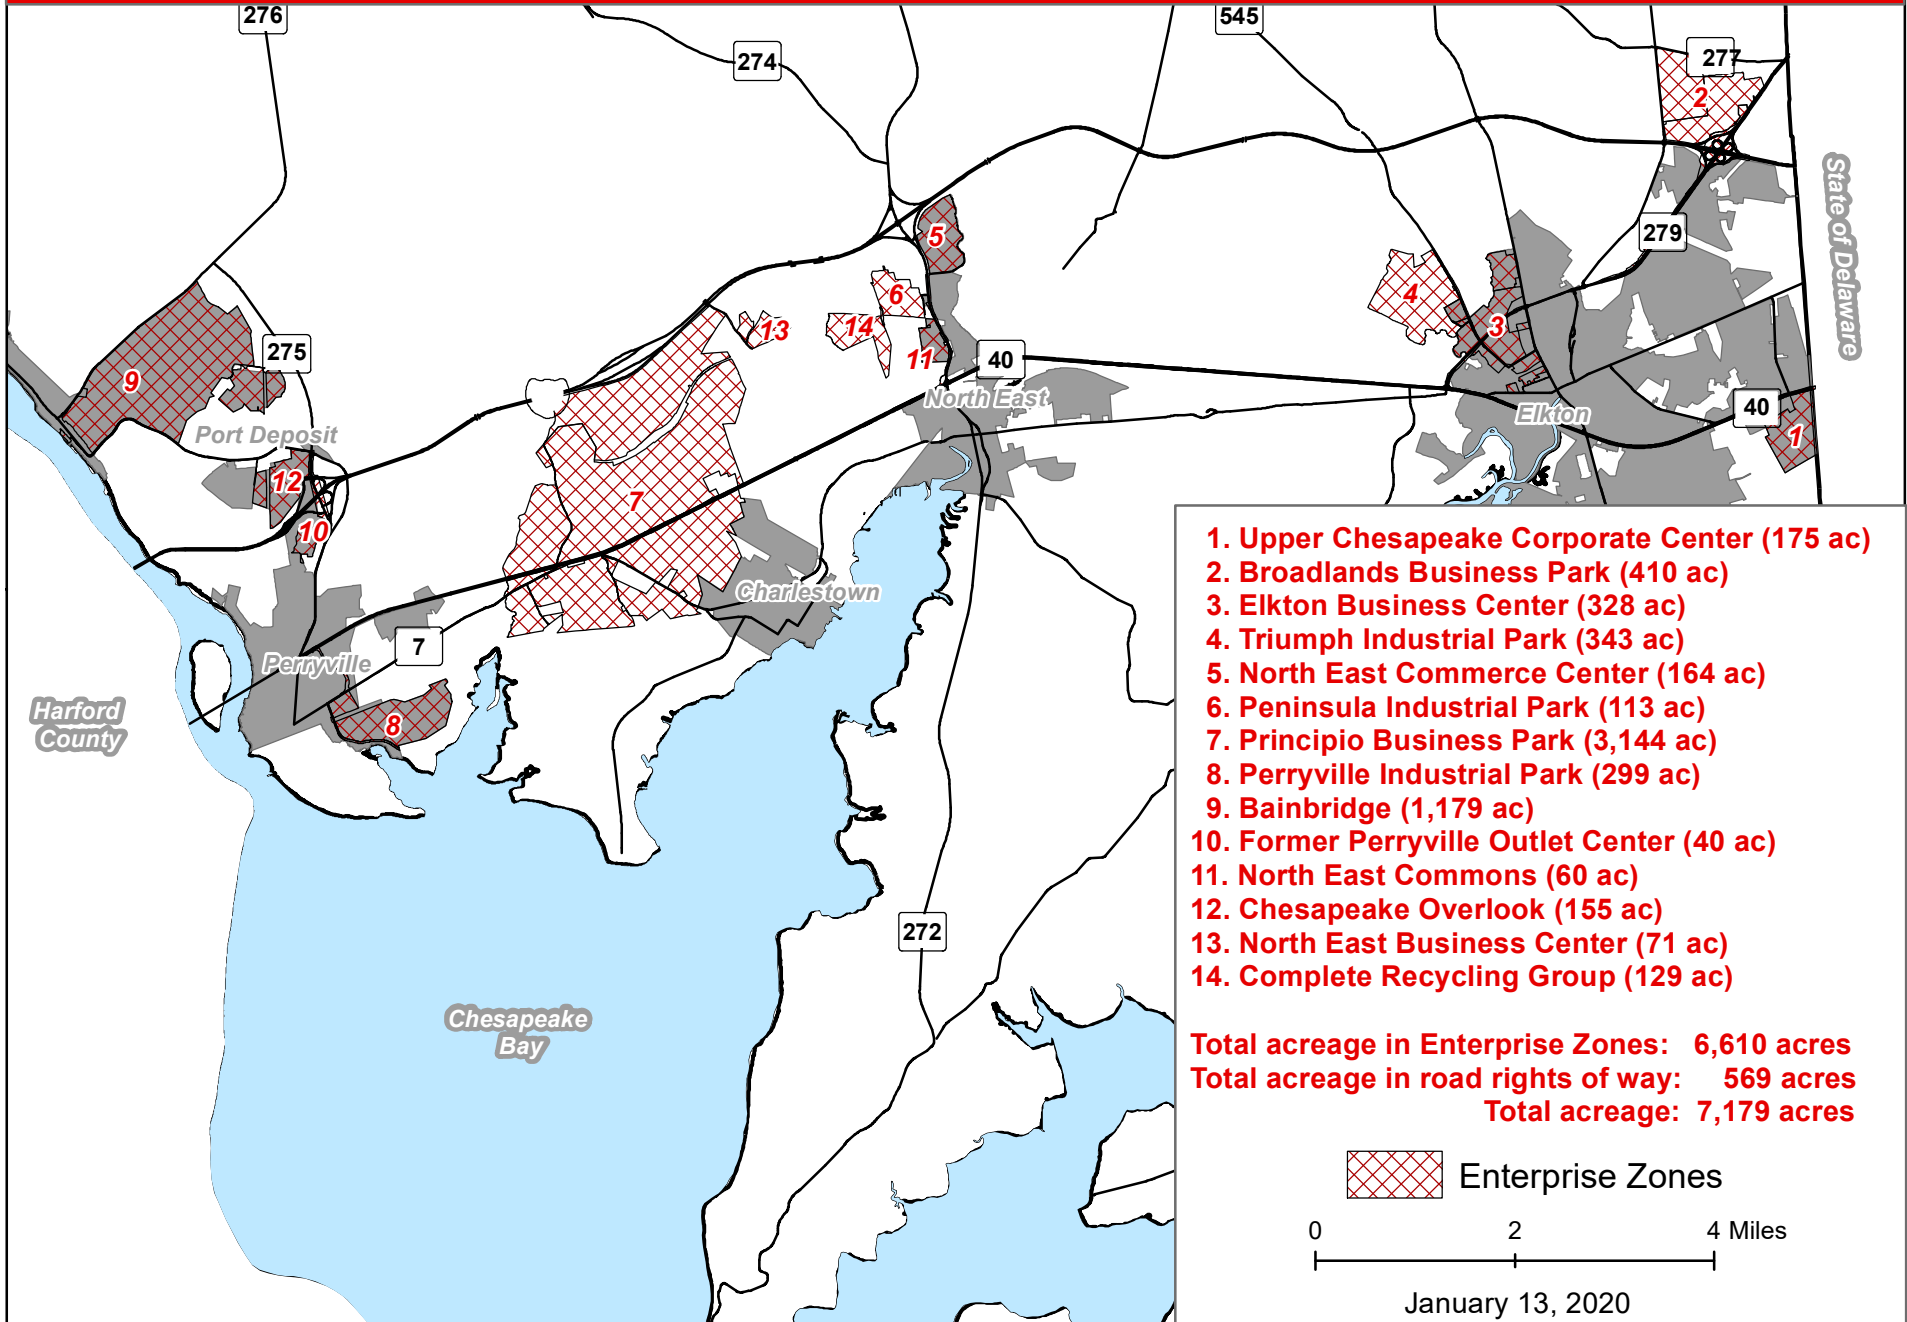 276
274
545
277
2
State of Delaware
279
5
4
6
3
13
14
275
11
40
9
North East
Elkton
40
1
Port Deposit
12
7
10
Charlestown
7
Perryville
Harford
County
8
272
Chesapeake
Bay
1. Upper Chesapeake Corporate Center (175 ac)
2. Broadlands Business Park (410 ac)
3. Elkton Business Center (328 ac)
4. Triumph Industrial Park (343 ac)
5. North East Commerce Center (164 ac)
6. Peninsula Industrial Park (113 ac)
7. Principio Business Park (3,144 ac)
8. Perryville Industrial Park (299 ac)
9. Bainbridge (1,179 ac)
10. Former Perryville Outlet Center (40 ac)
11. North East Commons (60 ac)
12. Chesapeake Overlook (155 ac)
13. North East Business Center (71 ac)
14. Complete Recycling Group (129 ac)
Total acreage in Enterprise Zones: 6,610 acres
Total acreage in road rights of way: 569 acres
Total acreage: 7,179 acres
Enterprise Zones
0 2 4 Miles
January 13, 2020